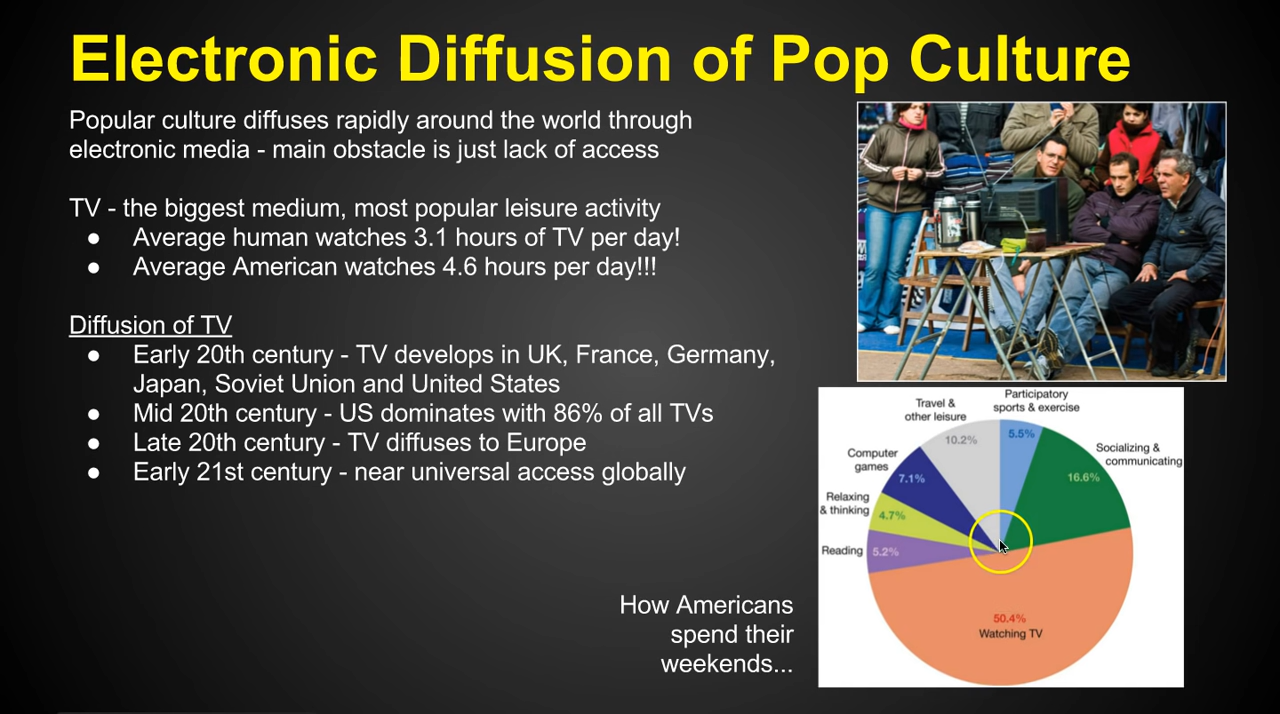 Electronic Diffusion of Pop Culture
Popular culture diffuses rapidly around the world through
electronic media - main obstacle is just lack of access
TV - the biggest medium, most popular leisure activity
● Average human watches 3.1 hours of TV per day!
● Average American watches 4.6 hours per day!!!
Diffusion of TV
● Early 20th century - TV develops in UK, France, Germany,
Japan, Soviet Union and United States
● Mid 20th century - US dominates with 86% of all TVs
● Late 20th century - TV diffuses to Europe
● Early 21st century - near universal access globally
How Americans
spend their
weekends...
Participatory
sports & exercise
5.5%
Socializing &
communicating
16.6%
50.4%
Watching TV
Reading
5.2%
Relaxing
& thinking
4.7%
Computer
games
7.1%
Travel &
other leisure
10.2%